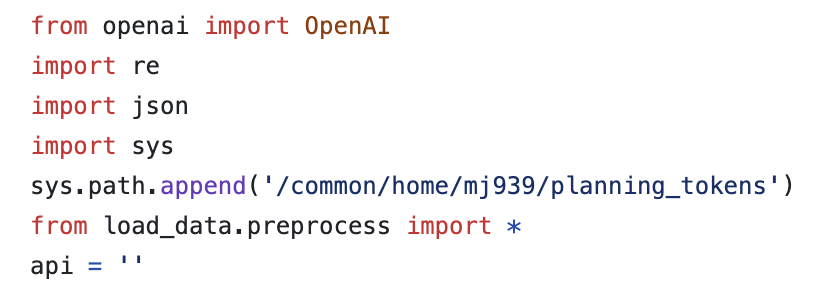 from openai import OpenAI
import re
import json
import sys
sys.path.append('/common/home/mj939/planning_tokens')
from load_data.preprocess import *
api = ''